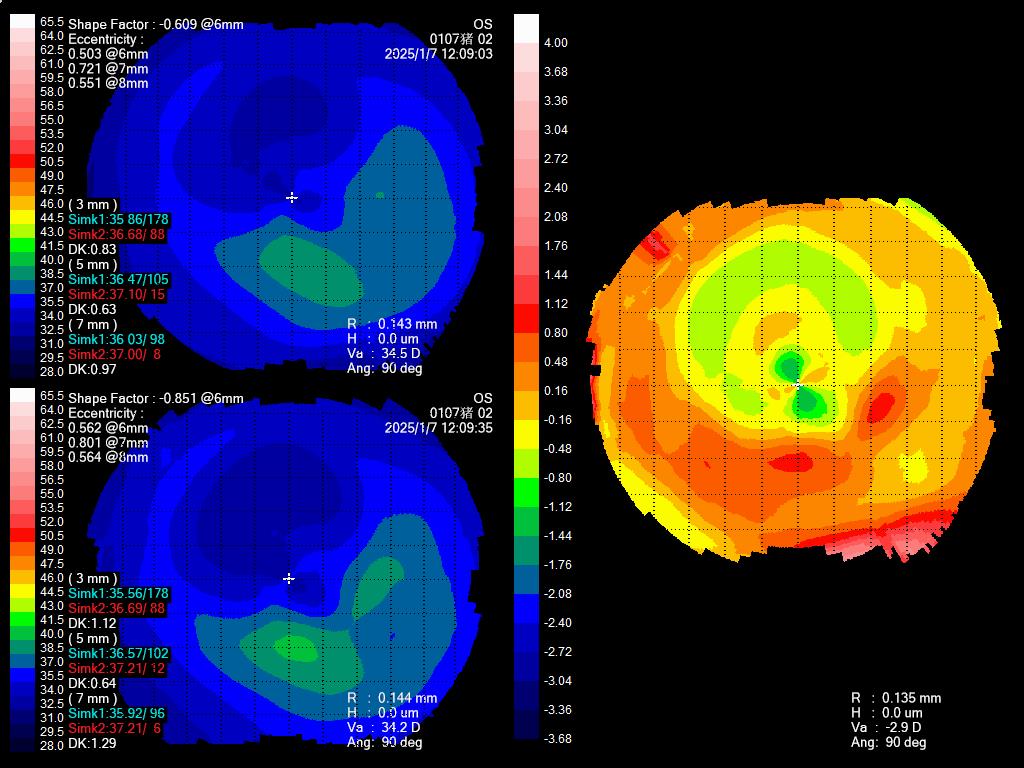 65.5
64.0
62.5
61.0
59.5
58.0
56.5
55.0
53.5
52.0
50.5
49.0
47.5
46.0
44.5
43.0
41.5
40.0
38.5
37.0
35.5
34.0
32.5
31.0
29.5
28.0
Shape Factor : -0.609 @6mm
Eccentricity :
0.503 @6mm
0.721 @7mm
0.551 @8mm
OS
0107猪 02
2025/1/7 12:09:03
( 3 mm )
Simk1:35.86/178
Simk2:36.68/ 88
DK:0.83
( 5 mm )
Simk1:36.47/105
Simk2:37.10/ 15
DK:0.63
( 7 mm )
Simk1:36.03/ 98
Simk2:37.00/ 8
DK:0.97
R : 0.143 mm
H : 0.0 um
Va : 34.5 D
Ang: 90 deg
65.5
64.0
62.5
61.0
59.5
58.0
56.5
55.0
53.5
52.0
50.5
49.0
47.5
46.0
44.5
43.0
41.5
40.0
38.5
37.0
35.5
34.0
32.5
31.0
29.5
28.0
Shape Factor : -0.851 @6mm
Eccentricity :
0.562 @6mm
0.801 @7mm
0.564 @8mm
OS
0107猪 02
2025/1/7 12:09:35
( 3 mm )
Simk1:35.56/178
Simk2:36.69/ 88
DK:1.12
( 5 mm )
Simk1:36.57/102
Simk2:37.21/ 12
DK:0.64
( 7 mm )
Simk1:35.92/ 96
Simk2:37.21/ 6
DK:1.29
R : 0.144 mm
H : 0.0 um
Va : 34.2 D
Ang: 90 deg
4.00
3.68
3.36
3.04
2.72
2.40
2.08
1.76
1.44
1.12
0.80
0.48
0.16
-0.16
-0.48
-0.80
-1.12
-1.44
-1.76
-2.08
-2.40
-2.72
-3.04
-3.36
-3.68
R : 0.135 mm
H : 0.0 um
Va : -2.9 D
Ang: 90 deg